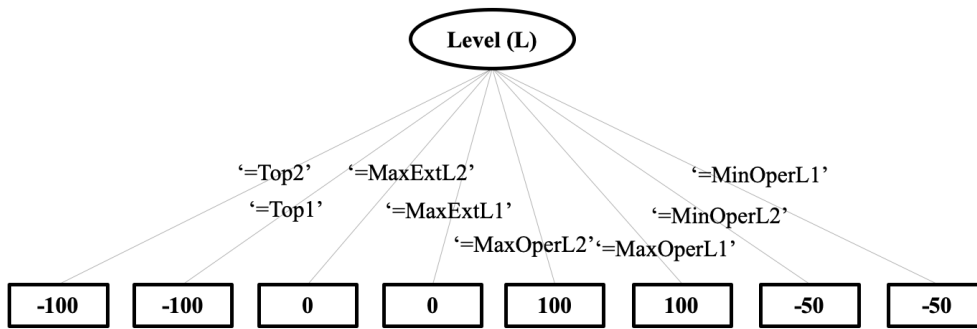 Level (L)
‘=Top2’ ‘=MaxExtL2’ ‘=MinOperL1’
‘=Top1’ ‘=MaxExtL1’ ‘=MinOperL2’
‘=MaxOperL2’ ‘=MaxOperL1’
-100 -100 0 0 100 100 -50 -50